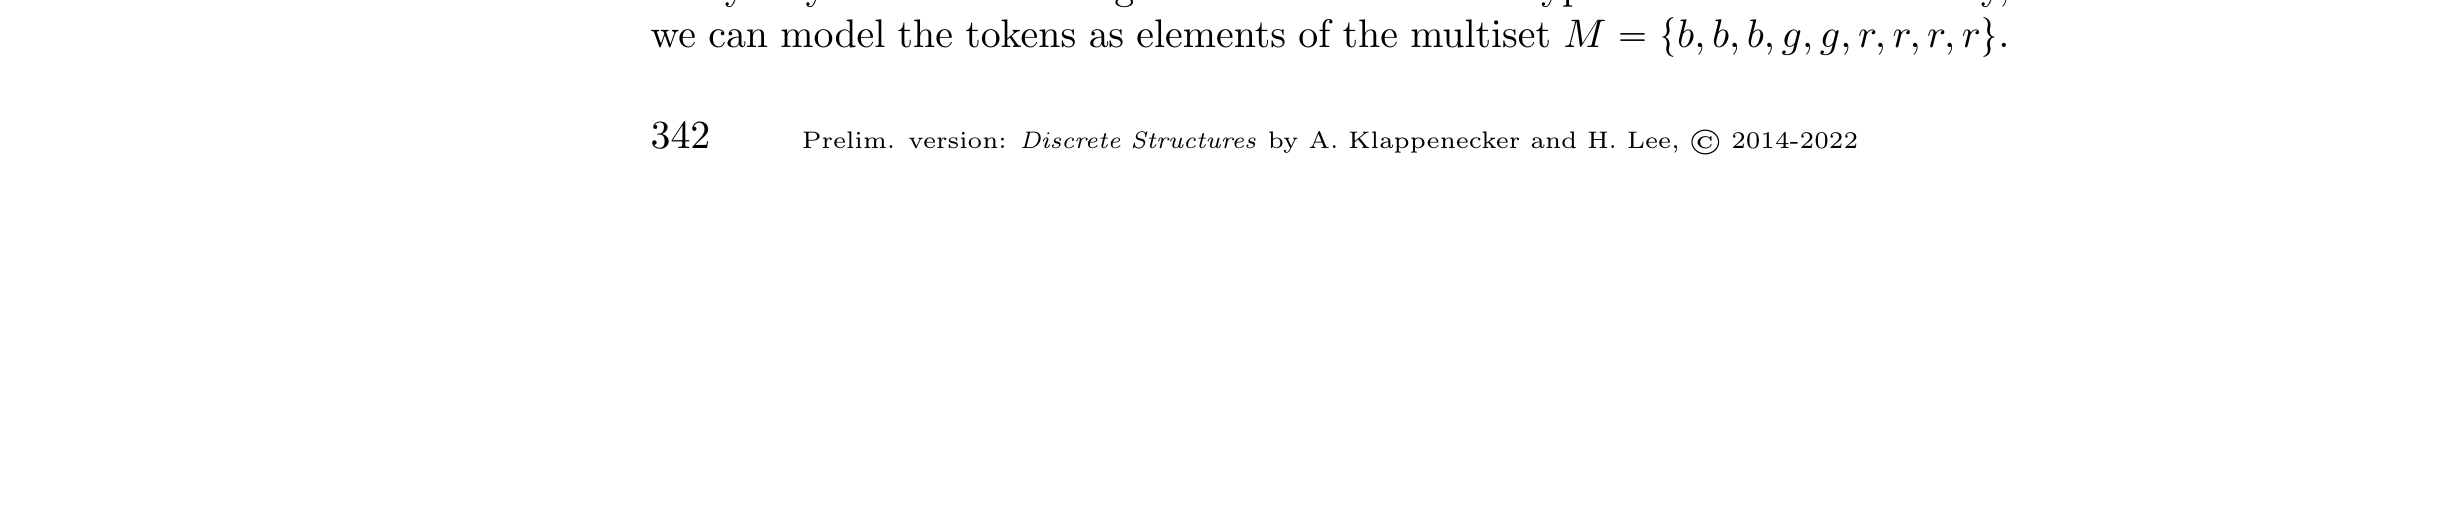 we can model the tokens as elements of the multiset M = {b, b, b, g, g, r, r, r, r}.
342 Prelim. version: Discrete Structures by A. Klappenecker and H. Lee, © 2014-2022